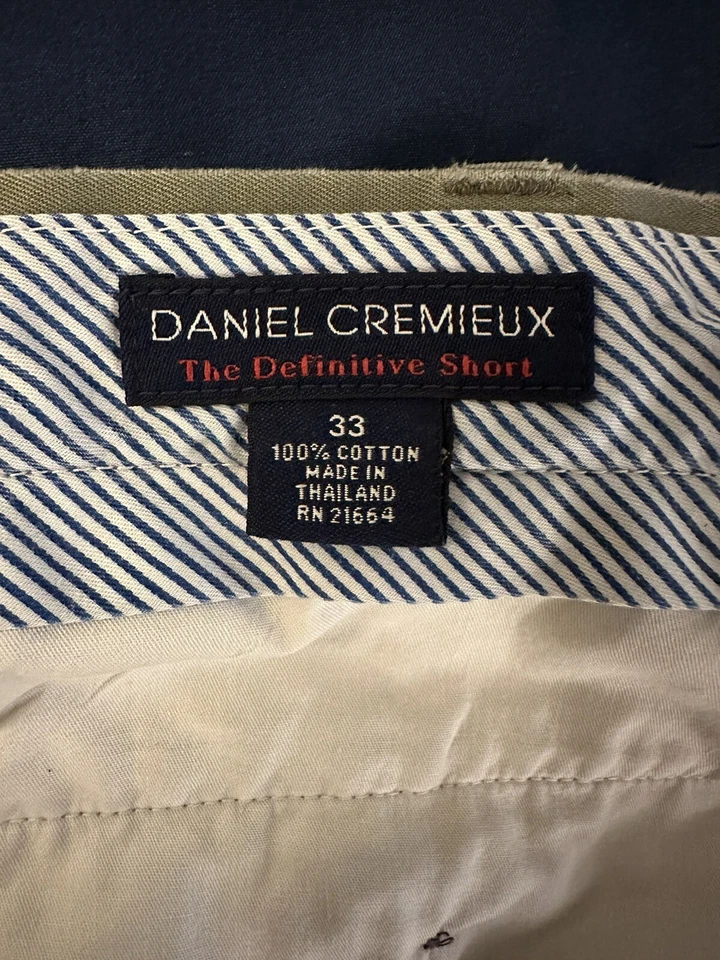 DANIEL CREMIEUX
The Definitive Short
33
100% COTTON
MADE IN
THAILAND
RN 21664